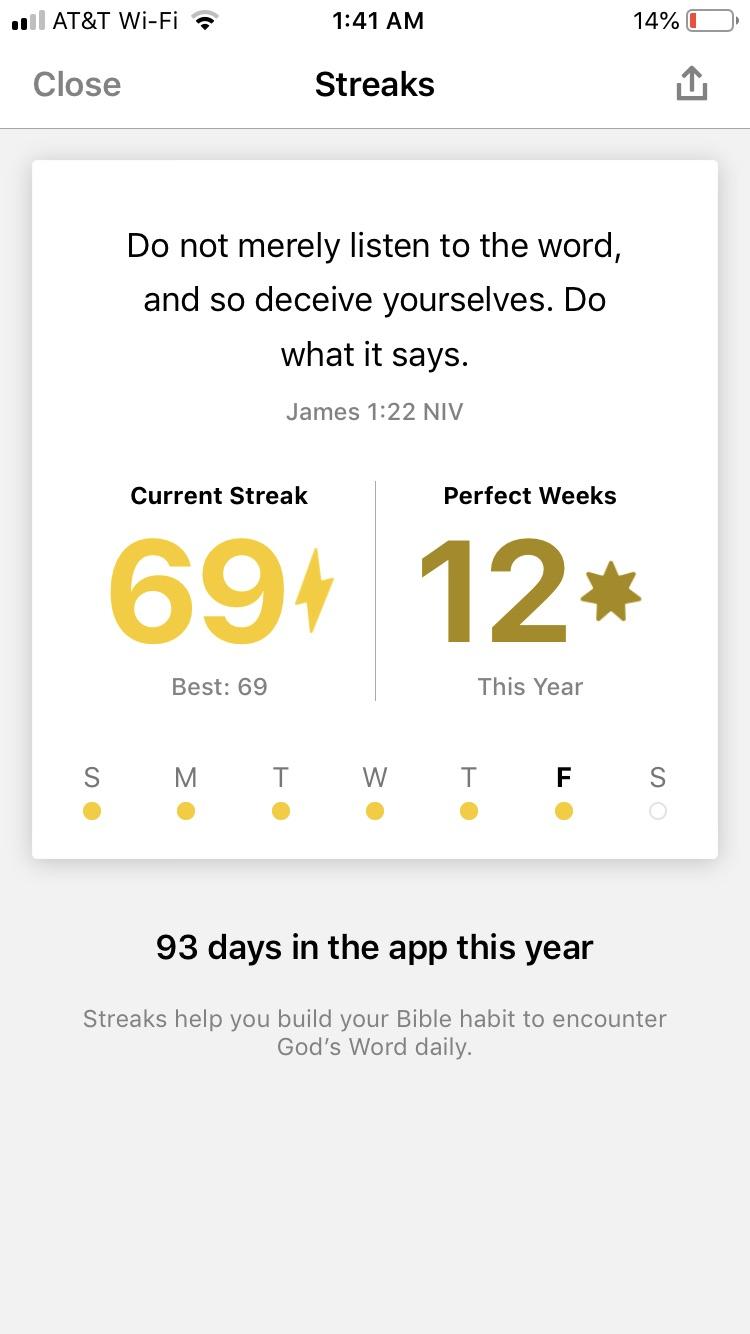 AT&T Wi-Fi 1:41 AM 14%
Close Streaks
Do not merely listen to the word,
and so deceive yourselves. Do
what it says.
James 1:22 NIV
Current Streak Perfect Weeks
69 12
Best: 69 This Year
S M T W T F S
93 days in the app this year
Streaks help you build your Bible habit to encounter
God’s Word daily.